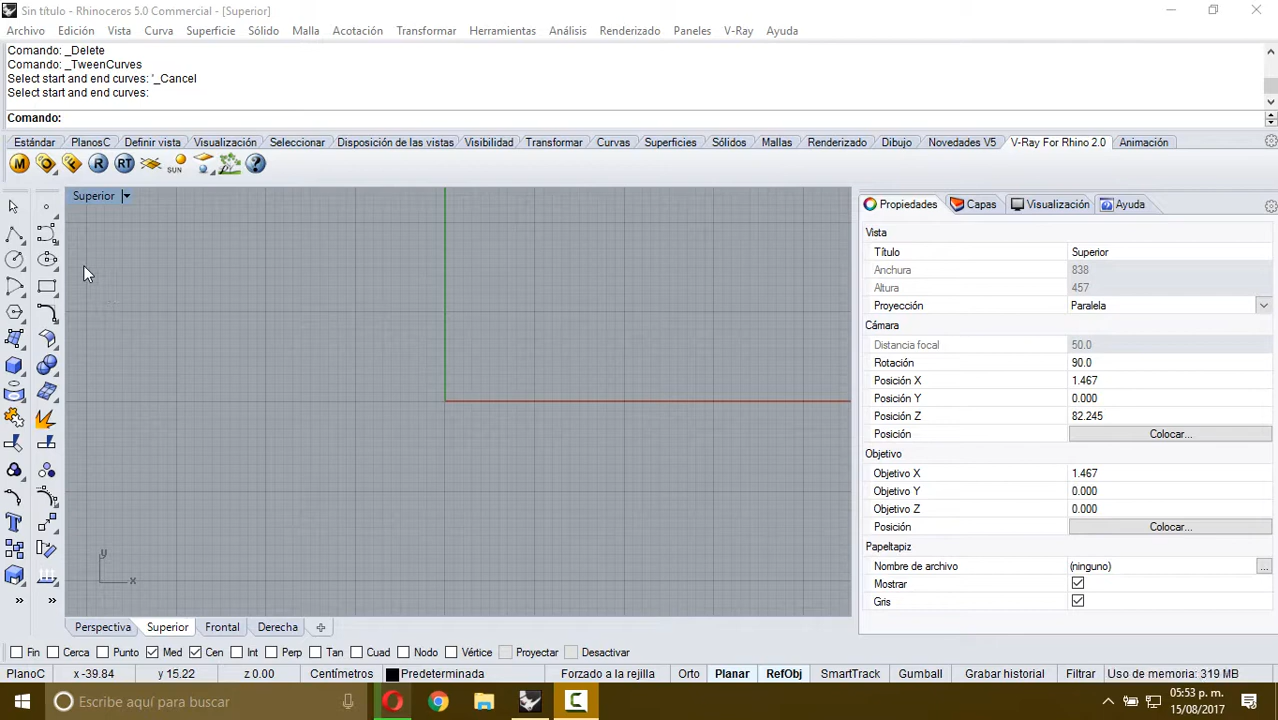 Sin título - Rhinoceros 5.0 Commercial - [Superior]
Archivo Edición Vista Curva Superficie Sólido Malla Acotación Transformar Herramientas Análisis Renderizado Paneles V-Ray Ayuda
Comando: _Delete
Comando: _TweenCurves
Select start and end curves: '_Cancel
Select start and end curves:
Comando:
Estándar PlanosC Definir vista Visualización Seleccionar Disposición de las vistas Visibilidad Transformar Curvas Superficies Sólidos Mallas Renderizado Dibujo Novedades V5 V-Ray For Rhino 2.0 Animación
M R RT SUN ?
Superior
Propiedades Capas Visualización Ayuda
Vista
Título Superior
Anchura 838
Altura 457
Proyección Paralela
Cámara
Distancia focal 50.0
Rotación 90.0
Posición X 1.467
Posición Y 0.000
Posición Z 82.245
Posición Colocar...
Objetivo
Objetivo X 1.467
Objetivo Y 0.000
Objetivo Z 0.000
Posición Colocar...
Papeltapiz
Nombre de archivo (ninguno) ...
Mostrar
Gris
y
x
Perspectiva Superior Frontal Derecha
Fin Cerca Punto Med Cen Int Perp Tan Cuad Nodo Vértice Proyectar Desactivar
PlanoC x -39.84 y 15.22 z 0.00 Centímetros Predeterminada Forzado a la rejilla Orto Planar RefObj SmartTrack Gumball Grabar historial Filtrar Uso de memoria: 319 MB
Escribe aquí para buscar
05:53 p. m.
15/08/2017